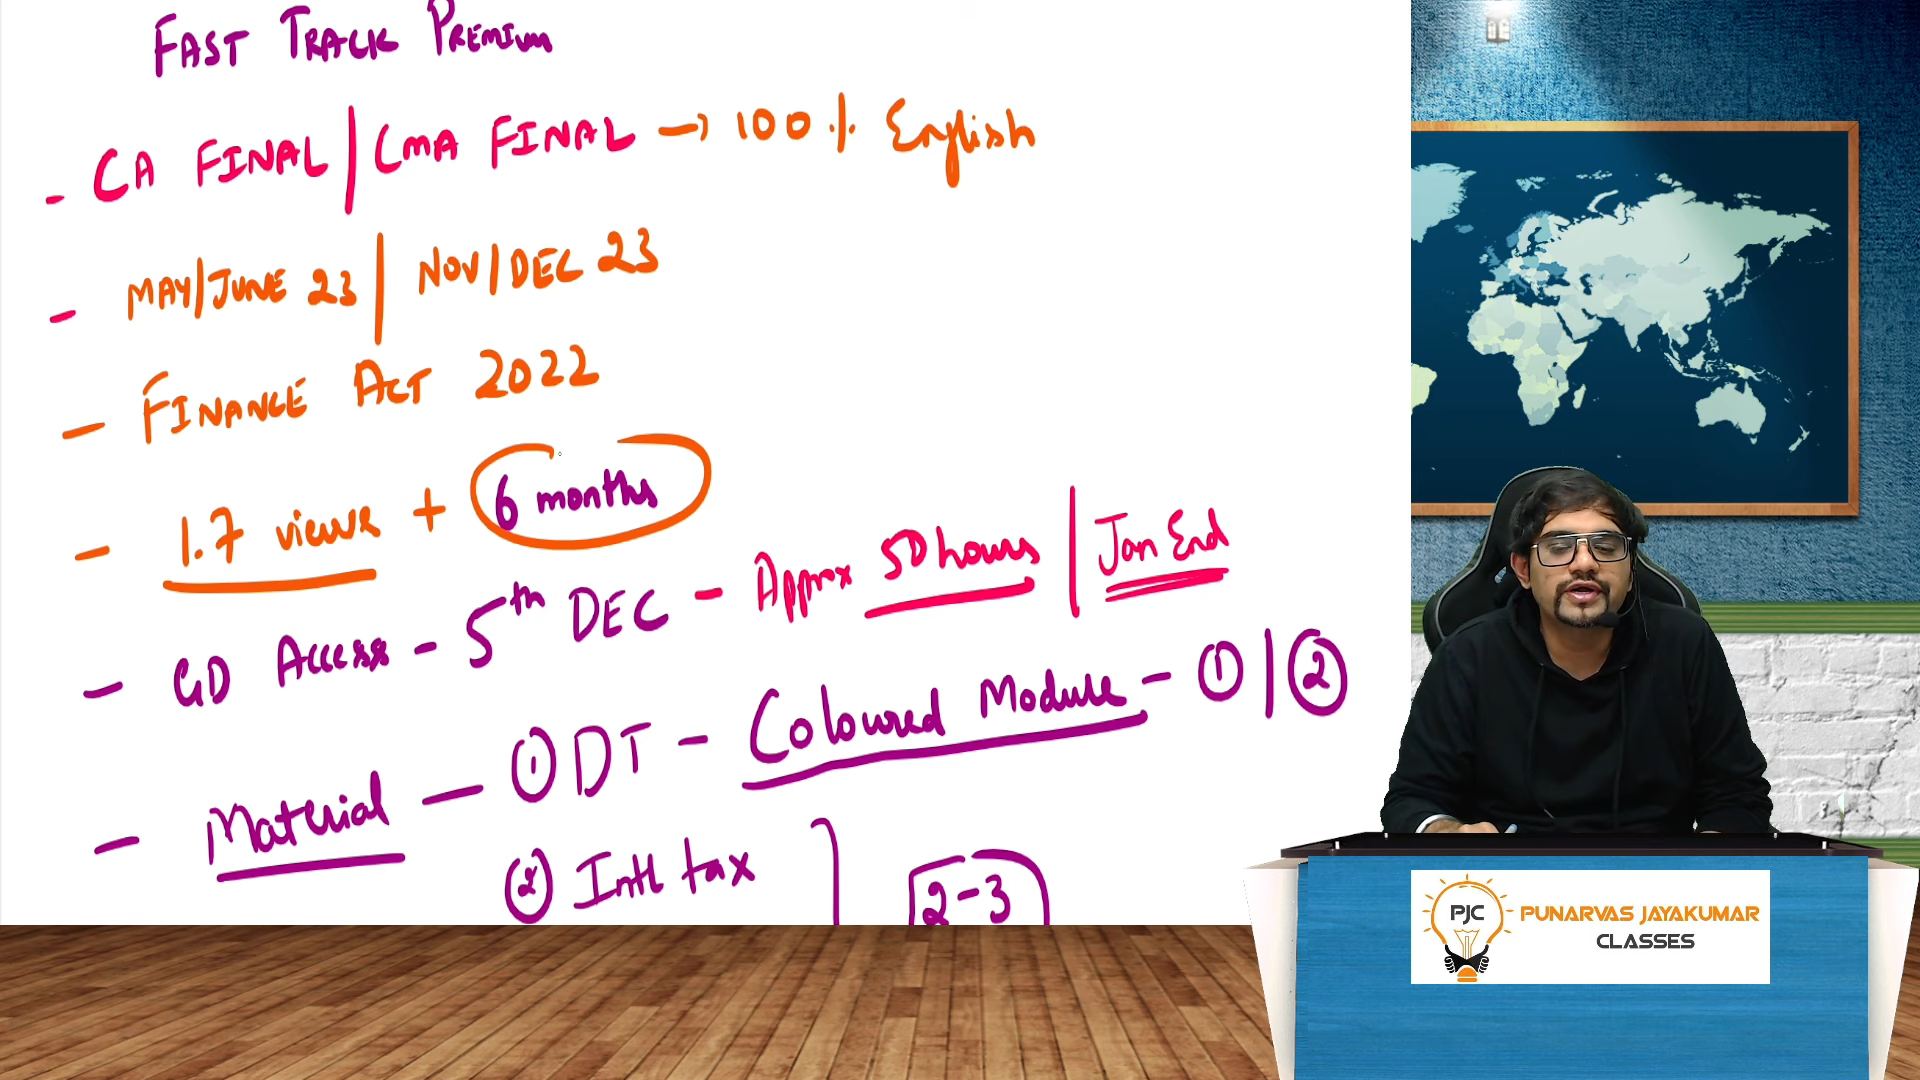 FAST TRACK PREMIUM
- CA FINAL | CMA FINAL → 100 % English
- MAY/JUNE 23 | NOV/DEC 23
- FINANCE ACT 2022
- 1.7 views + 6 months
- GD Access - 5th DEC - Approx 50 hours | Jan End
- Material - ① DT - Coloured Module - ① | ②
② Intl tax
2-3
PJC PUNARVAS JAYAKUMAR
CLASSES